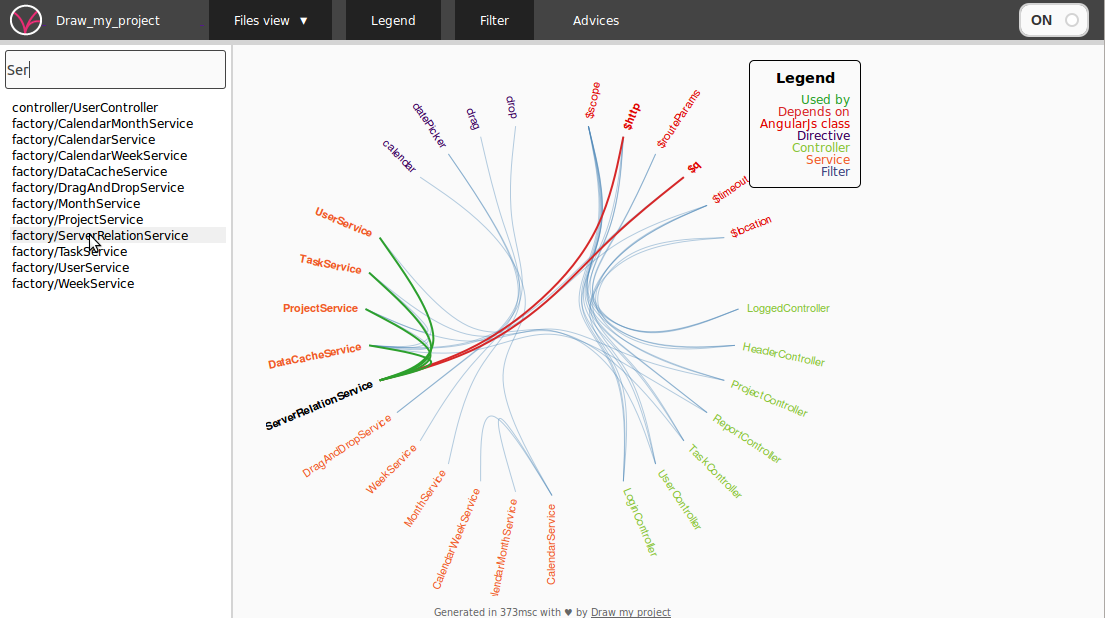 Draw_my_project
Files view ▼
Legend
Filter
Advices
ON
Ser
controller/UserController
factory/CalendarMonthService
factory/CalendarService
factory/CalendarWeekService
factory/DataCacheService
factory/DragAndDropService
factory/MonthService
factory/ProjectService
factory/ServerRelationService
factory/TaskService
factory/UserService
factory/WeekService
Legend
Used by
Depends on
AngularJs class
Directive
Controller
Service
Filter
calendar
datePicker
drag
drop
$scope
$http
$routeParams
$q
$timeout
$location
LoggedController
HeaderController
ProjectController
ReportController
TaskController
UserController
LoginController
CalendarService
lendarMonthService
CalendarWeekService
MonthService
WeekService
DragAndDropService
ServerRelationService
DataCacheService
ProjectService
TaskService
UserService
Generated in 373msc with ♥ by Draw my project